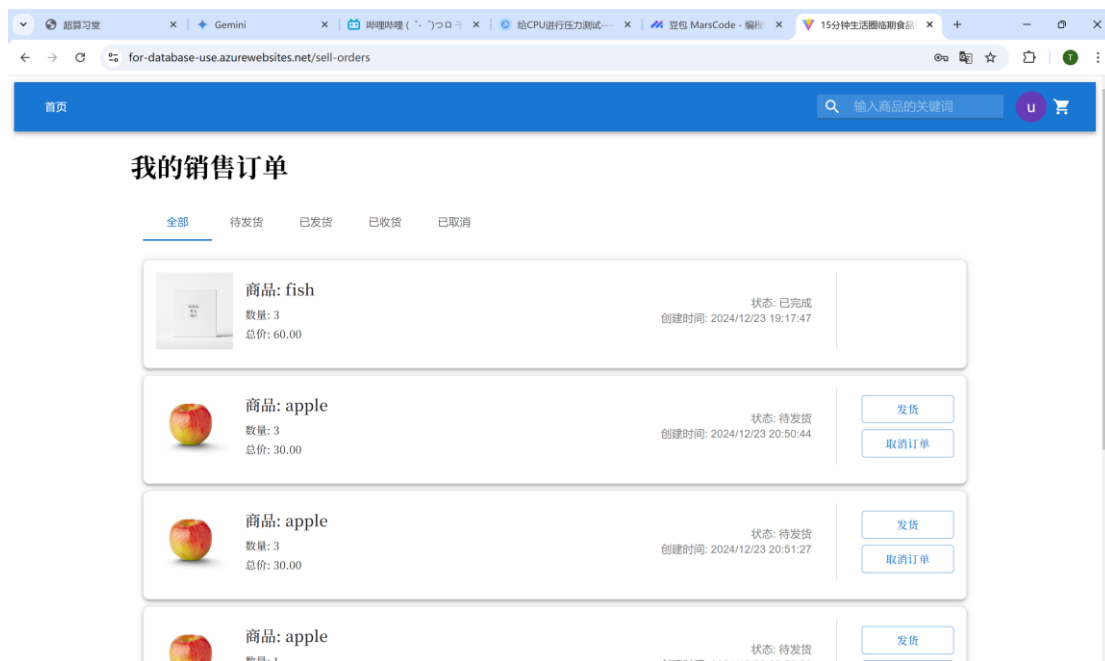 超算习堂
Gemini
哔哩哔哩 ( ゜- ゜)つロ 干
给CPU进行压力测试-…
豆包 MarsCode - 编程
15分钟生活圈临期食品
for-database-use.azurewebsites.net/sell-orders
T
首页
输入商品的关键词
u
我的销售订单
全部 待发货 已发货 已收货 已取消
商品: fish
数量: 3
总价: 60.00
状态: 已完成
创建时间: 2024/12/23 19:17:47
商品: apple
数量: 3
总价: 30.00
状态: 待发货
创建时间: 2024/12/23 20:50:44
发货
取消订单
商品: apple
数量: 3
总价: 30.00
状态: 待发货
创建时间: 2024/12/23 20:51:27
发货
取消订单
商品: apple
状态: 待发货
发货